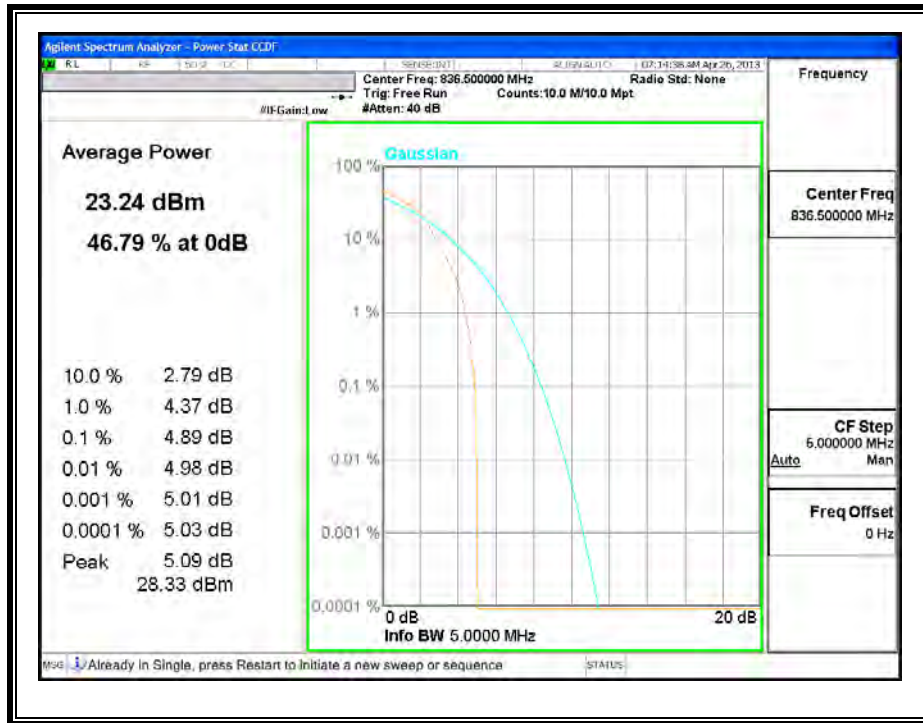 Agilent Spectrum Analyzer - Power Stat CCDF
RL RF 50 Ω DC SENSE:INT ALIGN AUTO 07:14:38 AM Apr 26, 2013
Center Freq: 836.500000 MHz Radio Std: None
Trig: Free Run Counts:10.0 M/10.0 Mpt
#IFGain:Low #Atten: 40 dB
Frequency
Average Power
23.24 dBm
46.79 % at 0dB
10.0 % 2.79 dB
1.0 % 4.37 dB
0.1 % 4.89 dB
0.01 % 4.98 dB
0.001 % 5.01 dB
0.0001 % 5.03 dB
Peak 5.09 dB
28.33 dBm
Gaussian
100 %
10 %
1 %
0.1 %
0.01 %
0.001 %
0.0001 %
0 dB 20 dB
Info BW 5.0000 MHz
Center Freq
836.500000 MHz
CF Step
5.000000 MHz
Auto Man
Freq Offset
0 Hz
MSG Already in Single, press Restart to Initiate a new sweep or sequence STATUS